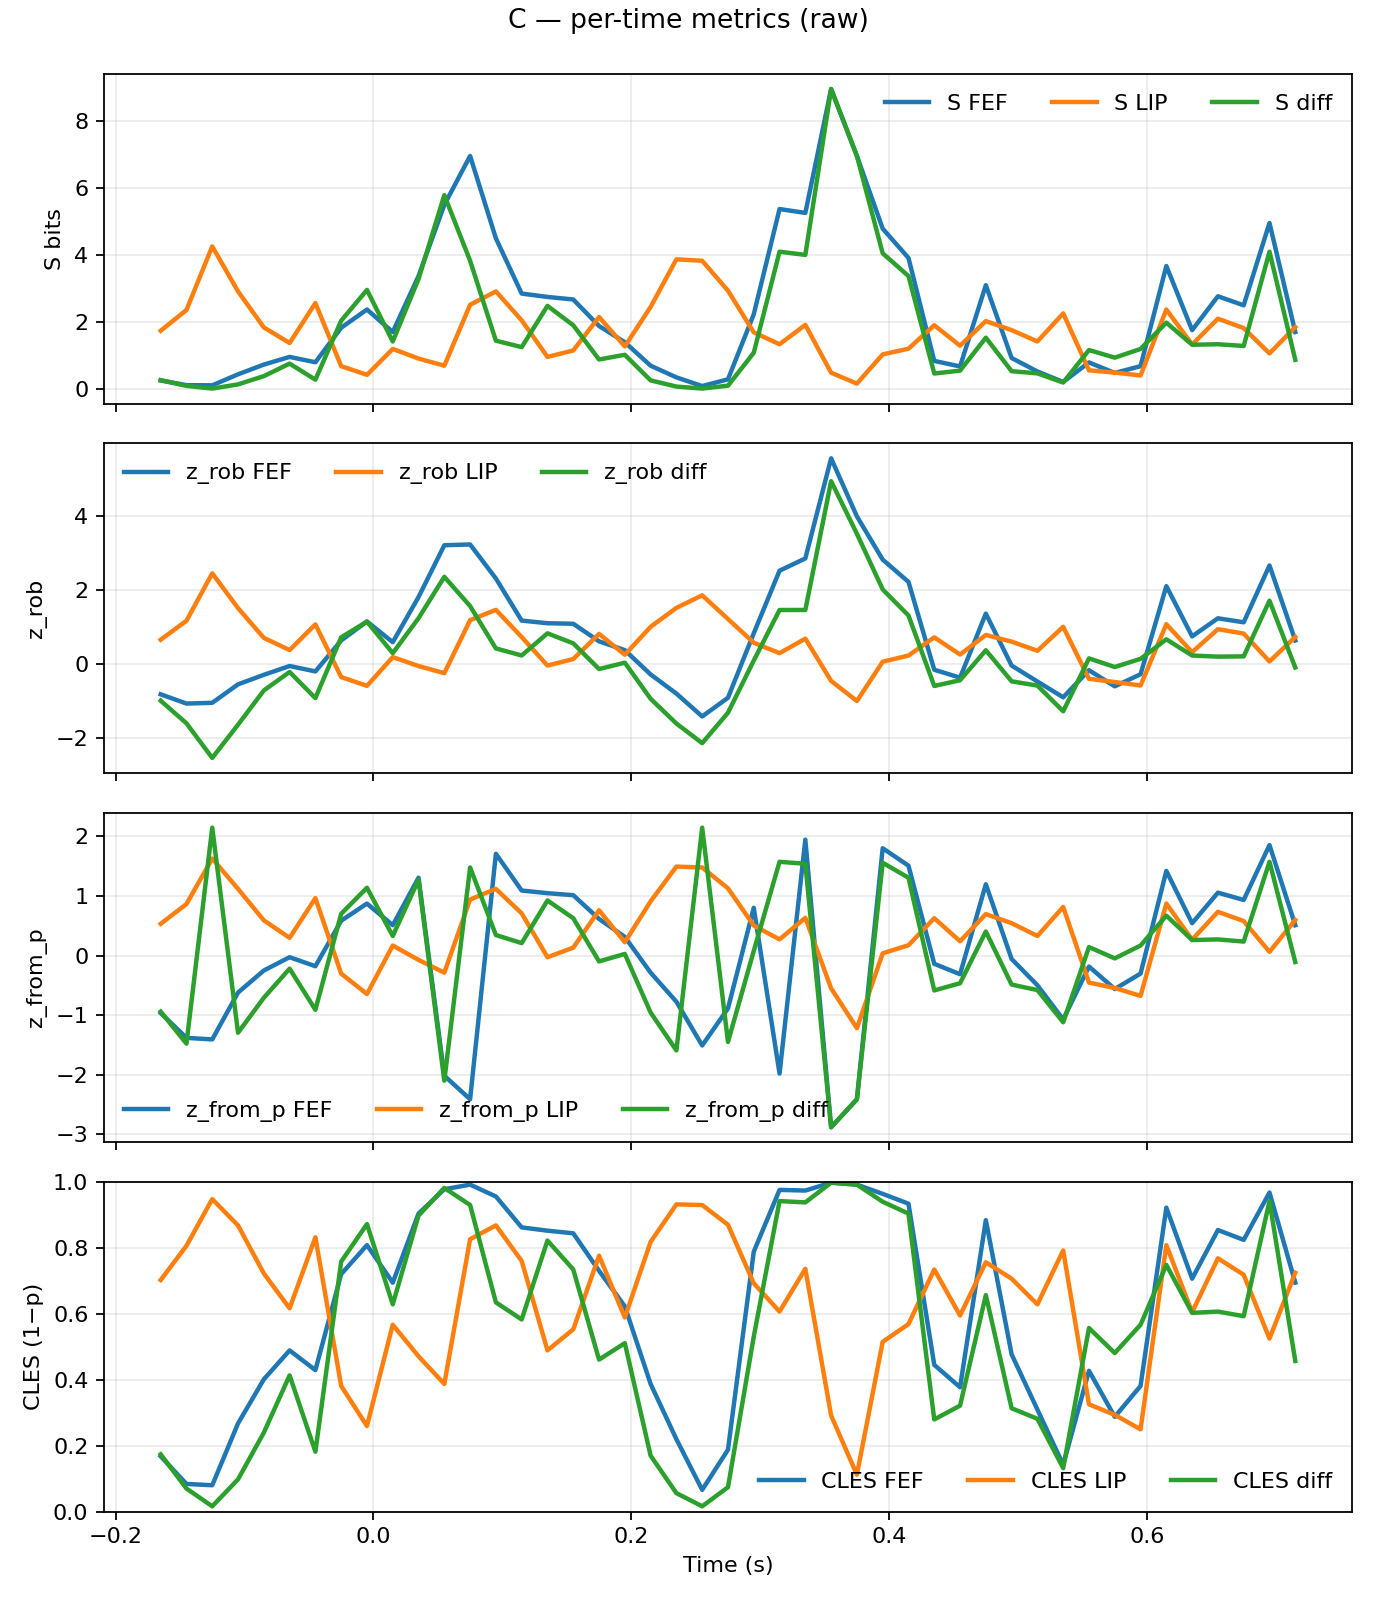 C — per-time metrics (raw)
S FEF S LIP S diff
8
6
4
2
0
S bits
z_rob FEF z_rob LIP z_rob diff
4
2
0
−2
z_rob
2
1
0
−1
−2
−3
z_from_p
z_from_p FEF z_from_p LIP z_from_p diff
1.0
0.8
0.6
0.4
0.2
0.0
CLES (1−p)
CLES FEF CLES LIP CLES diff
−0.2 0.0 0.2 0.4 0.6
Time (s)